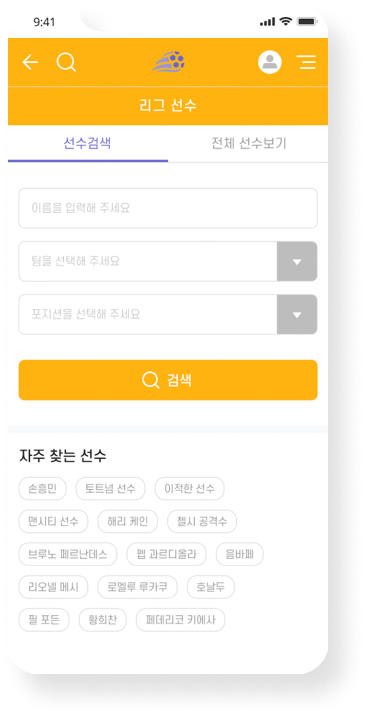 9:41
리그 선수
선수검색 전체 선수보기
이름을 입력해 주세요
팀을 선택해 주세요
포지션을 선택해 주세요
검색
자주 찾는 선수
손흥민 토트넘 선수 이적한 선수
맨시티 선수 해리 케인 첼시 공격수
브루노 페르난데스 펩 과르디올라 음바페
리오넬 메시 로멜루 루카쿠 호날두
필 포든 황희찬 페데리코 키에사